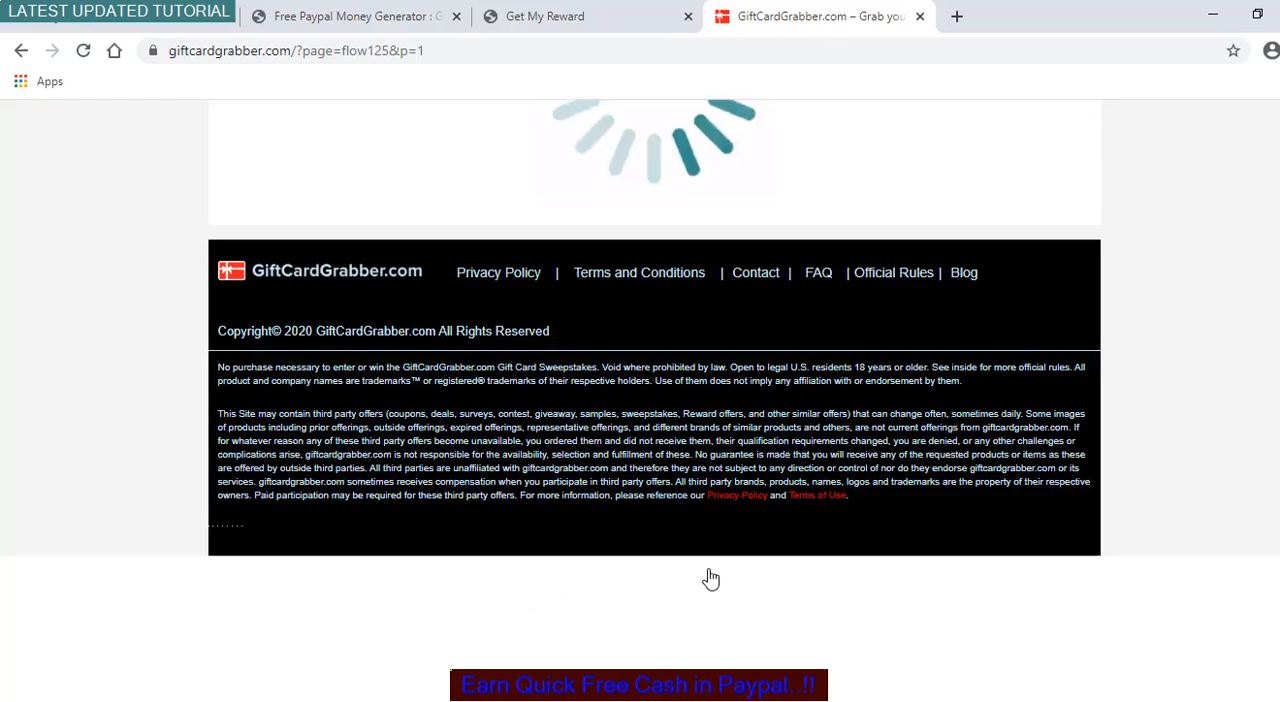 LATEST UPDATED TUTORIAL
Free Paypal Money Generator : G
Get My Reward
GiftCardGrabber.com – Grab you
giftcardgrabber.com/?page=flow125&p=1
Apps
GiftCardGrabber.com
Privacy Policy | Terms and Conditions | Contact | FAQ | Official Rules | Blog
Copyright© 2020 GiftCardGrabber.com All Rights Reserved
No purchase necessary to enter or win the GiftCardGrabber.com Gift Card Sweepstakes. Void where prohibited by law. Open to legal U.S. residents 18 years or older. See inside for more official rules. All
product and company names are trademarks™ or registered® trademarks of their respective holders. Use of them does not imply any affiliation with or endorsement by them.
This Site may contain third party offers (coupons, deals, surveys, contest, giveaway, samples, sweepstakes, Reward offers, and other similar offers) that can change often, sometimes daily. Some images
of products including prior offerings, outside offerings, expired offerings, representative offerings, and different brands of similar products and others, are not current offerings from giftcardgrabber.com. If
for whatever reason any of these third party offers become unavailable, you ordered them and did not receive them, their qualification requirements changed, you are denied, or any other challenges or
complications arise, giftcardgrabber.com is not responsible for the availability, selection and fulfillment of these. No guarantee is made that you will receive any of the requested products or items as these
are offered by outside third parties. All third parties are unaffiliated with giftcardgrabber.com and therefore they are not subject to any direction or control of nor do they endorse giftcardgrabber.com or its
services. giftcardgrabber.com sometimes receives compensation when you participate in third party offers. All third party brands, products, names, logos and trademarks are the property of their respective
owners. Paid participation may be required for these third party offers. For more information, please reference our Privacy Policy and Terms of Use.
. . . . . . . .
Earn Quick Free Cash in Paypal..!!